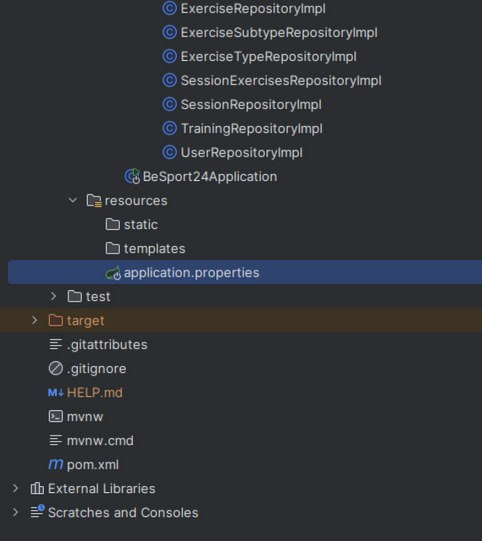 ExerciseRepositoryImpl
ExerciseSubtypeRepositoryImpl
ExerciseTypeRepositoryImpl
SessionExercisesRepositoryImpl
SessionRepositoryImpl
TrainingRepositoryImpl
UserRepositoryImpl
BeSport24Application
resources
static
templates
application.properties
test
target
.gitattributes
.gitignore
M↓ HELP.md
mvnw
mvnw.cmd
m pom.xml
External Libraries
Scratches and Consoles